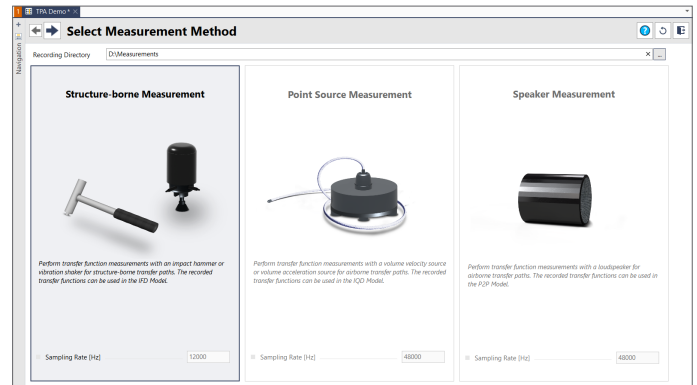 1 TPA Demo* ×
Select Measurement Method
Navigation
Recording Directory D:\Measurements × ...
Structure-borne Measurement
Perform transfer function measurements with an impact hammer or
vibration shaker for structure-borne transfer paths. The recorded
transfer functions can be used in the IFD Model.
Sampling Rate [Hz] 12000
Point Source Measurement
Perform transfer function measurements with a volume velocity source
or volume acceleration source for airborne transfer paths. The recorded
transfer functions can be used in the IQD Model.
Sampling Rate [Hz] 48000
Speaker Measurement
Perform transfer function measurements with a loudspeaker for
airborne transfer paths. The recorded transfer functions can be used in
the P2P Model.
Sampling Rate [Hz] 48000